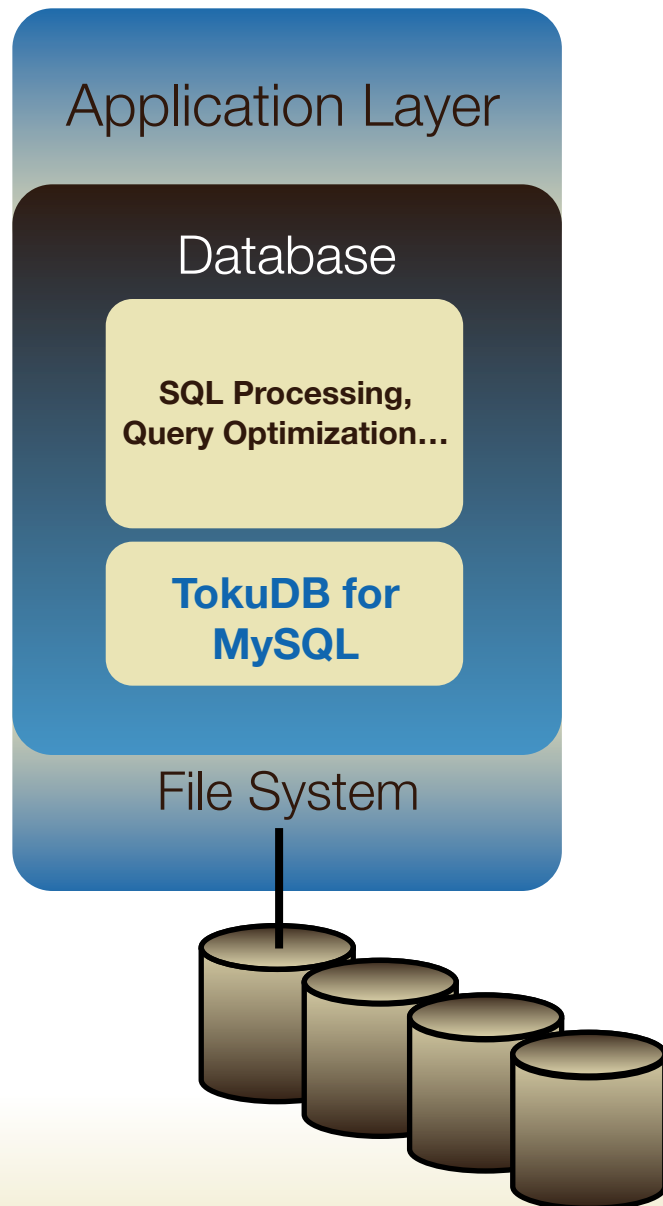 Application Layer
Database
SQL Processing,
Query Optimization…
TokuDB for
MySQL
File System